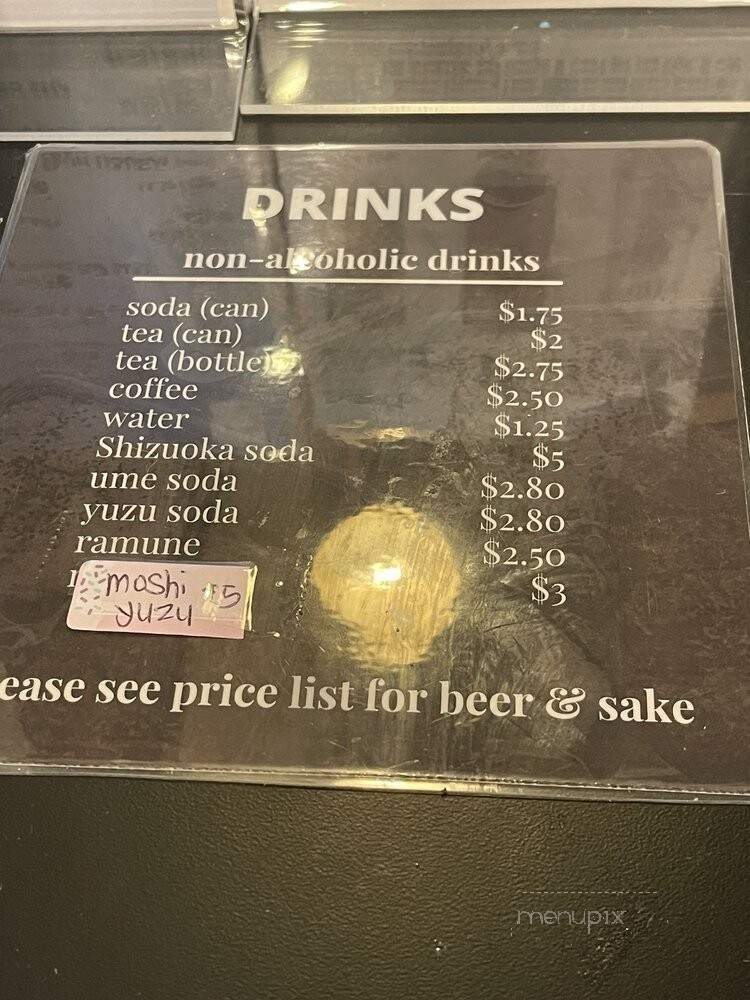 DRINKS
non-alcoholic drinks
soda (can) $1.75
tea (can) $2
tea (bottle) $2.75
coffee $2.50
water $1.25
Shizuoka soda $5
ume soda $2.80
yuzu soda $2.80
ramune $2.50
$3
moshi $5
yuzu
ease see price list for beer & sake
menupix